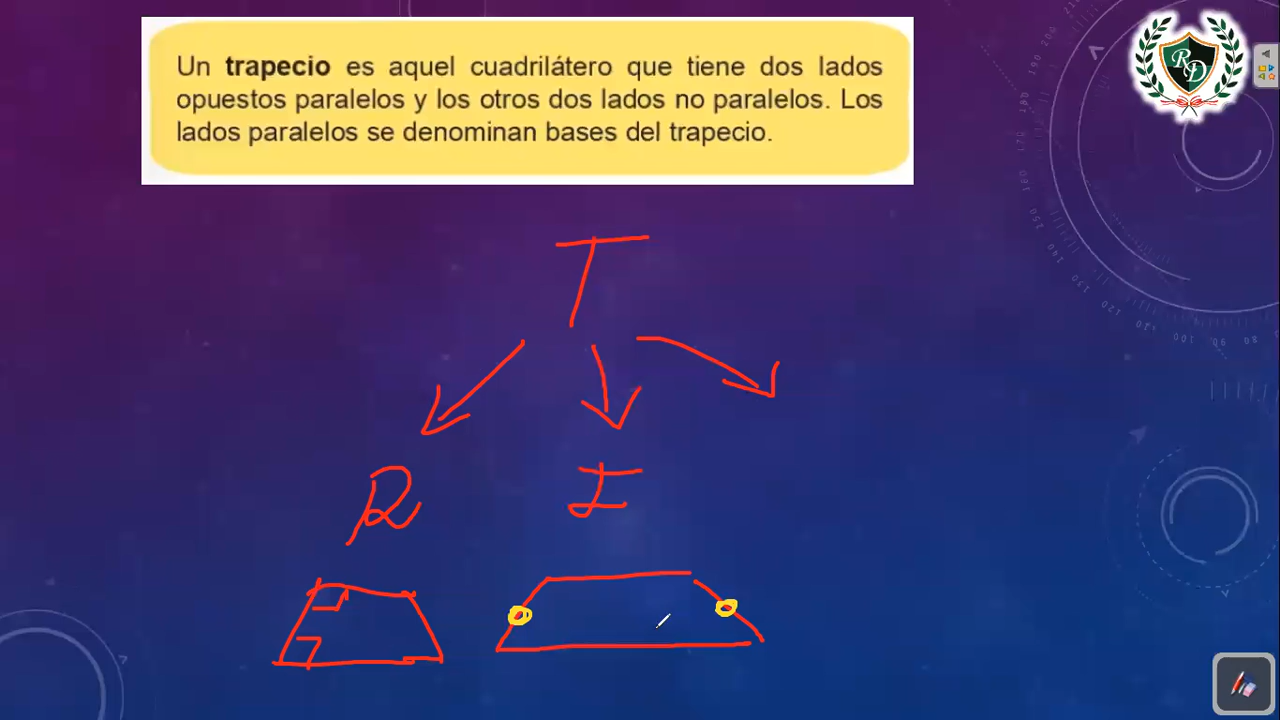 Un trapecio es aquel cuadrilátero que tiene dos lados
opuestos paralelos y los otros dos lados no paralelos. Los
lados paralelos se denominan bases del trapecio.
RD
T
R I